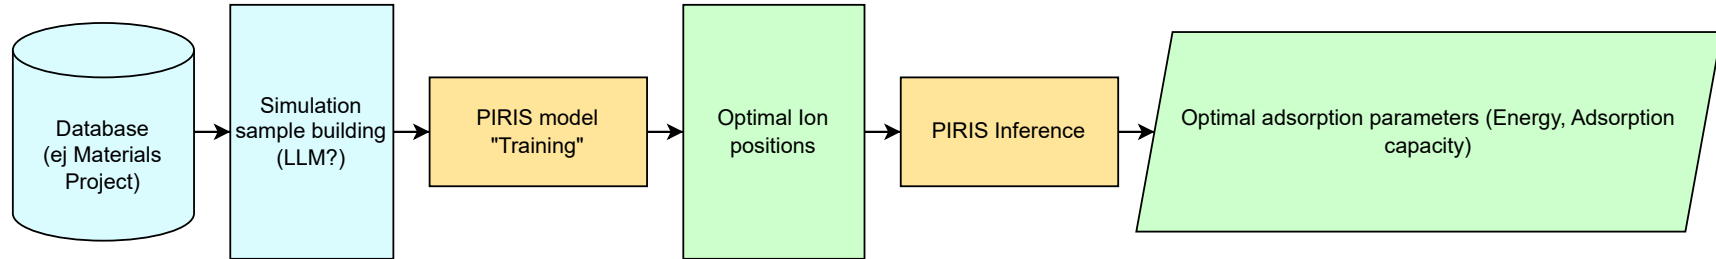 Database
(ej Materials
Project)
Simulation
sample building
(LLM?)
PIRIS model
"Training"
Optimal Ion
positions
PIRIS Inference
Optimal adsorption parameters (Energy, Adsorption
capacity)